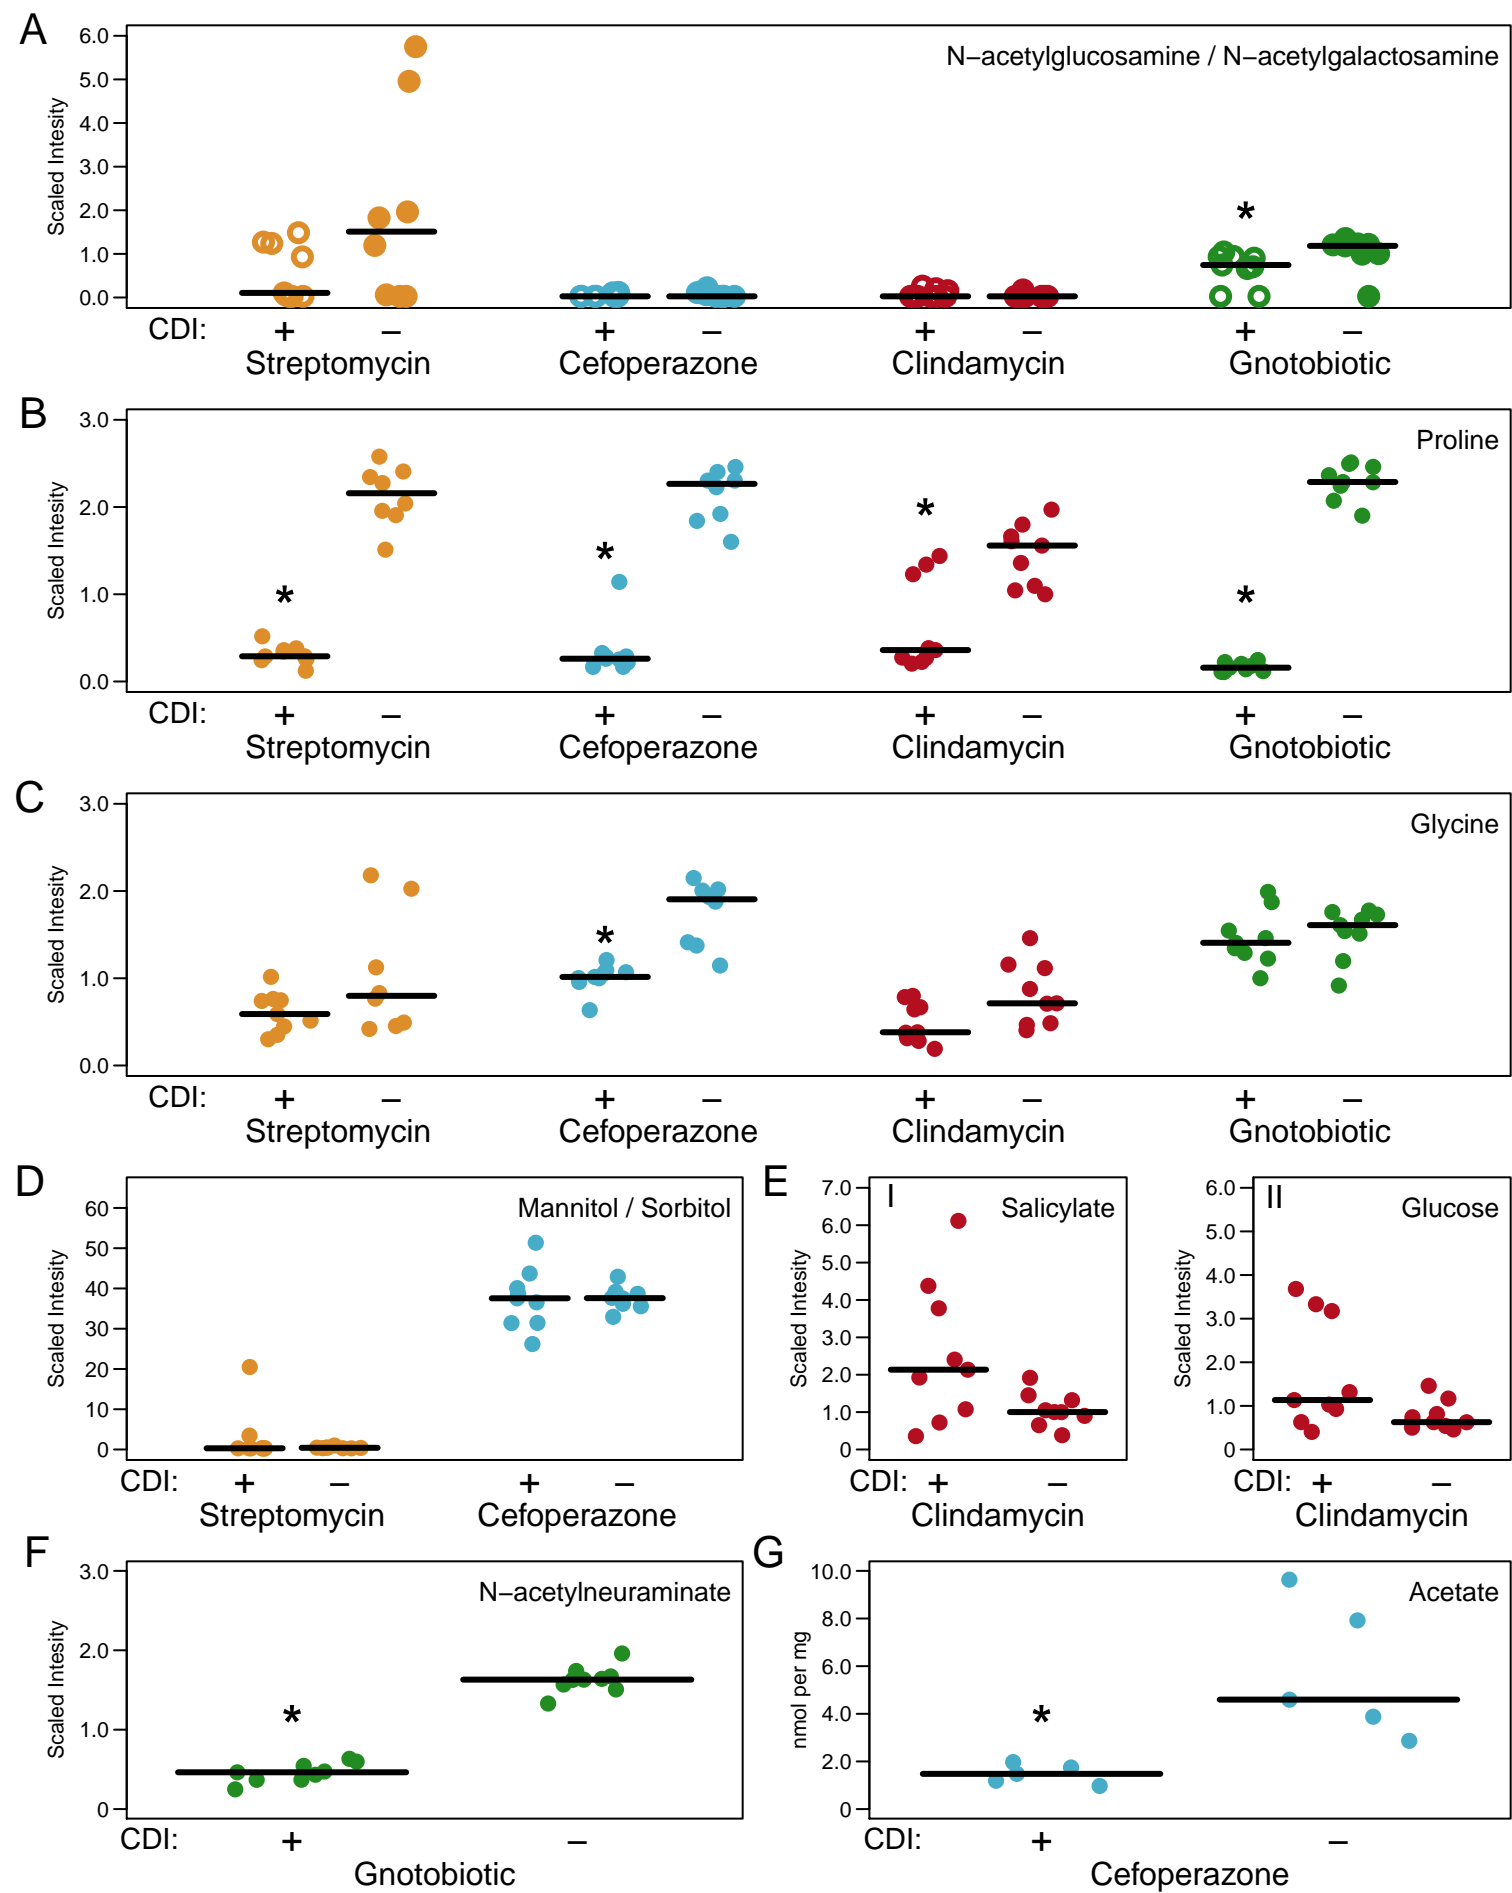 A
N−acetylglucosamine / N−acetylgalactosamine
Scaled Intesity
6.0
5.0
4.0
3.0
2.0
1.0
0.0
*
CDI: + − + − + − + −
Streptomycin Cefoperazone Clindamycin Gnotobiotic
B
Proline
Scaled Intesity
3.0
2.0
1.0
0.0
* * * *
CDI: + − + − + − + −
Streptomycin Cefoperazone Clindamycin Gnotobiotic
C
Glycine
Scaled Intesity
3.0
2.0
1.0
0.0
*
CDI: + − + − + − + −
Streptomycin Cefoperazone Clindamycin Gnotobiotic
D
Mannitol / Sorbitol
Scaled Intesity
60
50
40
30
20
10
0
CDI: + − + −
Streptomycin Cefoperazone
E
I
Salicylate
Scaled Intesity
7.0
6.0
5.0
4.0
3.0
2.0
1.0
0
CDI: + −
Clindamycin
II
Glucose
Scaled Intesity
6.0
5.0
4.0
3.0
2.0
1.0
0
CDI: + −
Clindamycin
F
N−acetylneuraminate
Scaled Intesity
3.0
2.0
1.0
0
*
CDI: + −
Gnotobiotic
G
Acetate
nmol per mg
10.0
8.0
6.0
4.0
2.0
0
*
CDI: + −
Cefoperazone